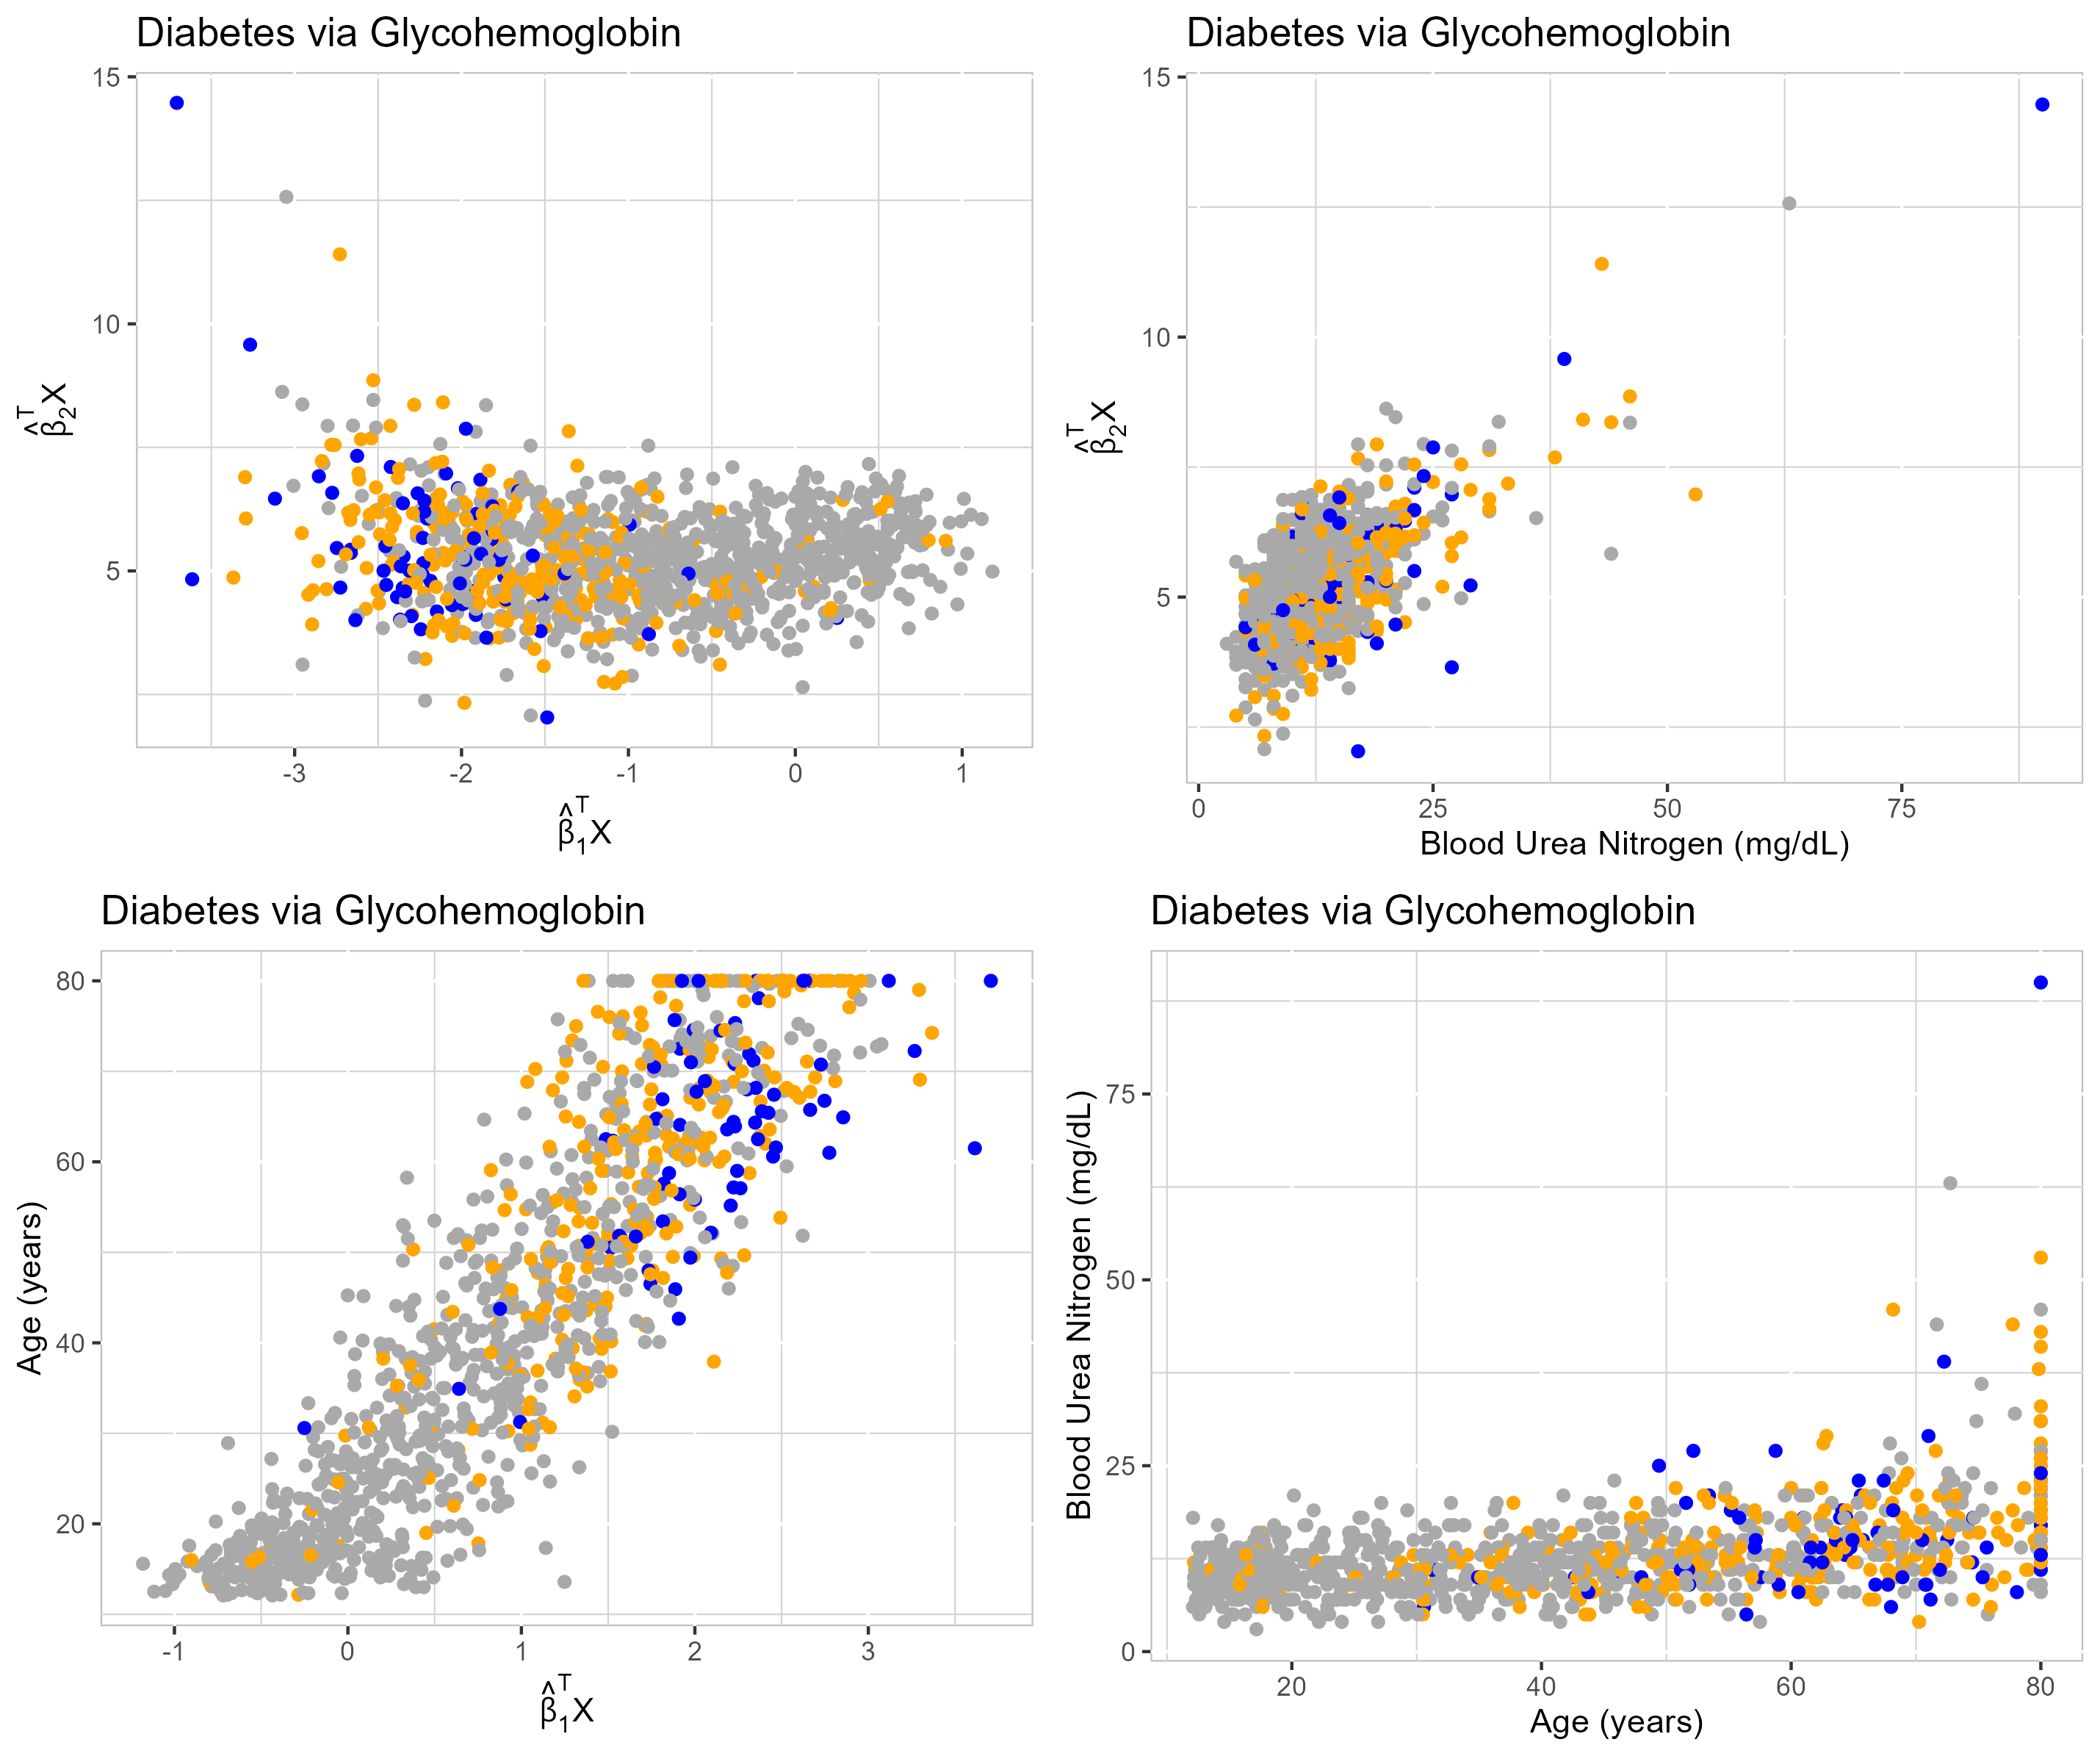 Diabetes via Glycohemoglobin
15
10
5
β̂₂ᵀX
-3 -2 -1 0 1
β̂₁ᵀX
Diabetes via Glycohemoglobin
15
10
5
β̂₂ᵀX
0 25 50 75
Blood Urea Nitrogen (mg/dL)
Diabetes via Glycohemoglobin
80
60
40
20
Age (years)
-1 0 1 2 3
β̂₁ᵀX
Diabetes via Glycohemoglobin
75
50
25
0
Blood Urea Nitrogen (mg/dL)
20 40 60 80
Age (years)